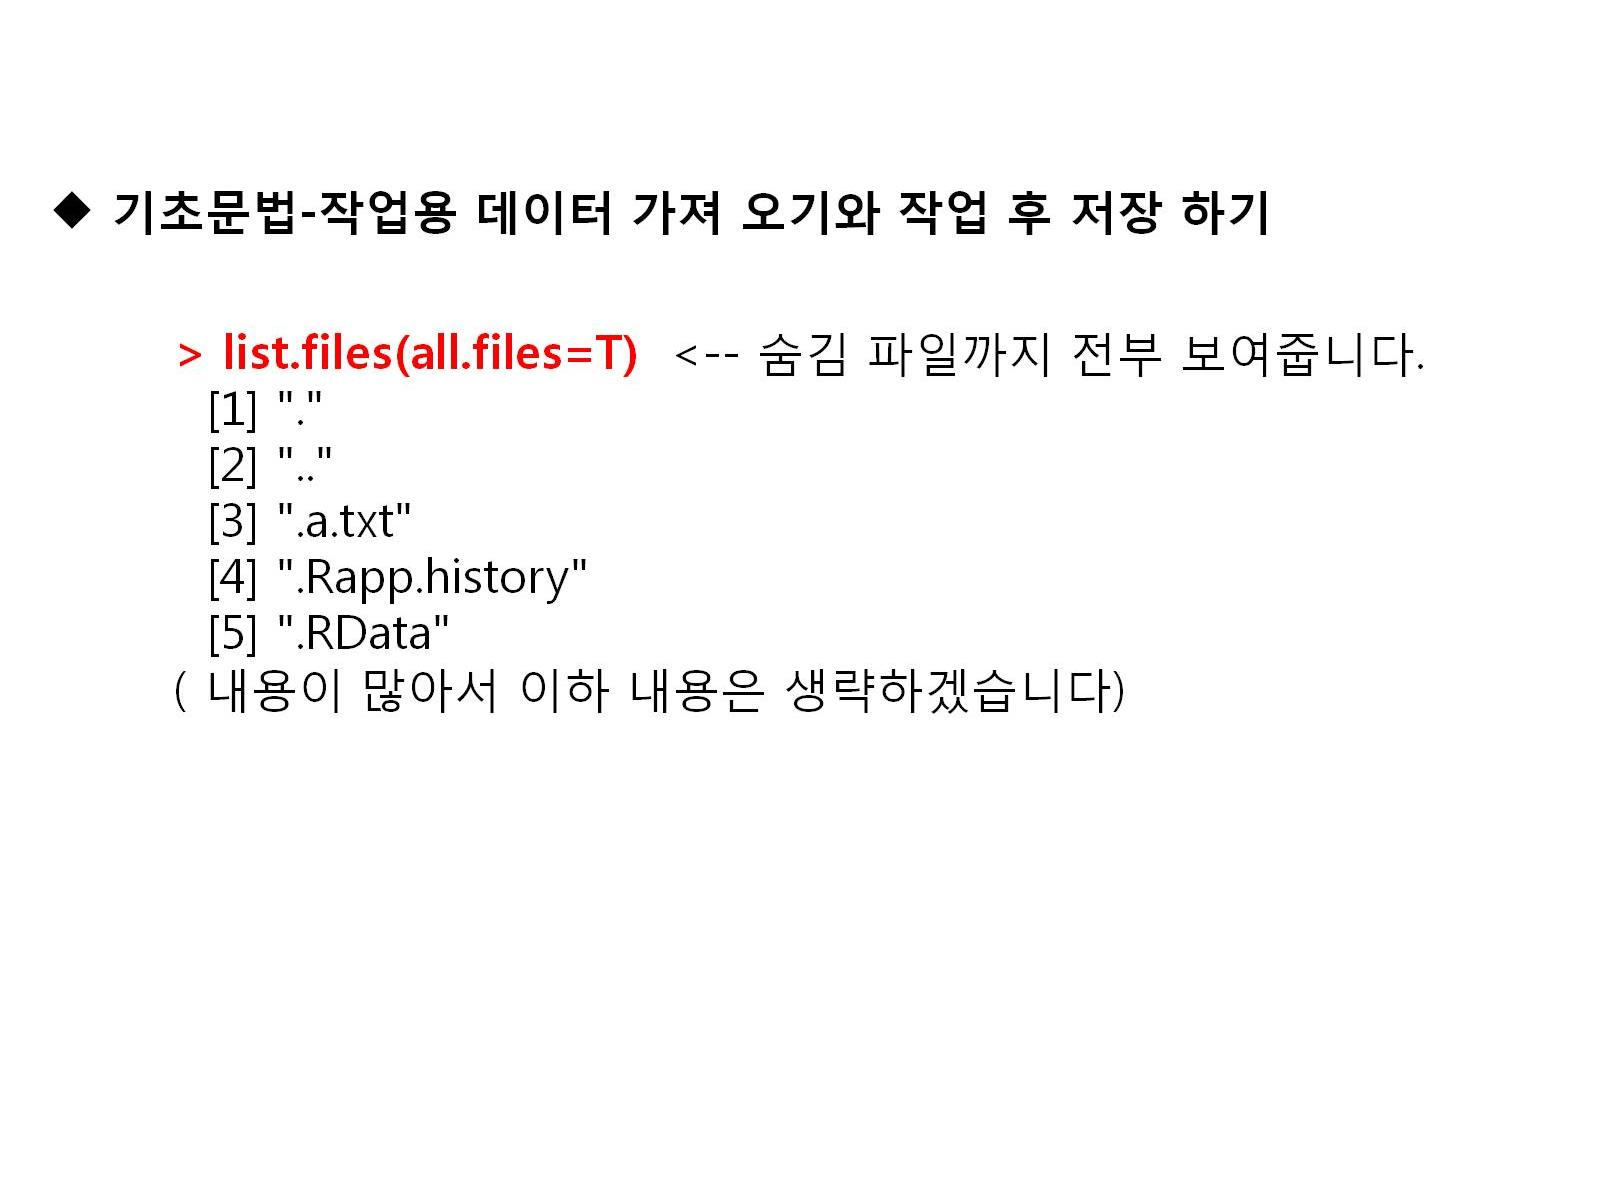 ◆ 기초문법-작업용 데이터 가져 오기와 작업 후 저장 하기
> list.files(all.files=T) <-- 숨김 파일까지 전부 보여줍니다.
[1] "."
[2] ".."
[3] ".a.txt"
[4] ".Rapp.history"
[5] ".RData"
( 내용이 많아서 이하 내용은 생략하겠습니다)